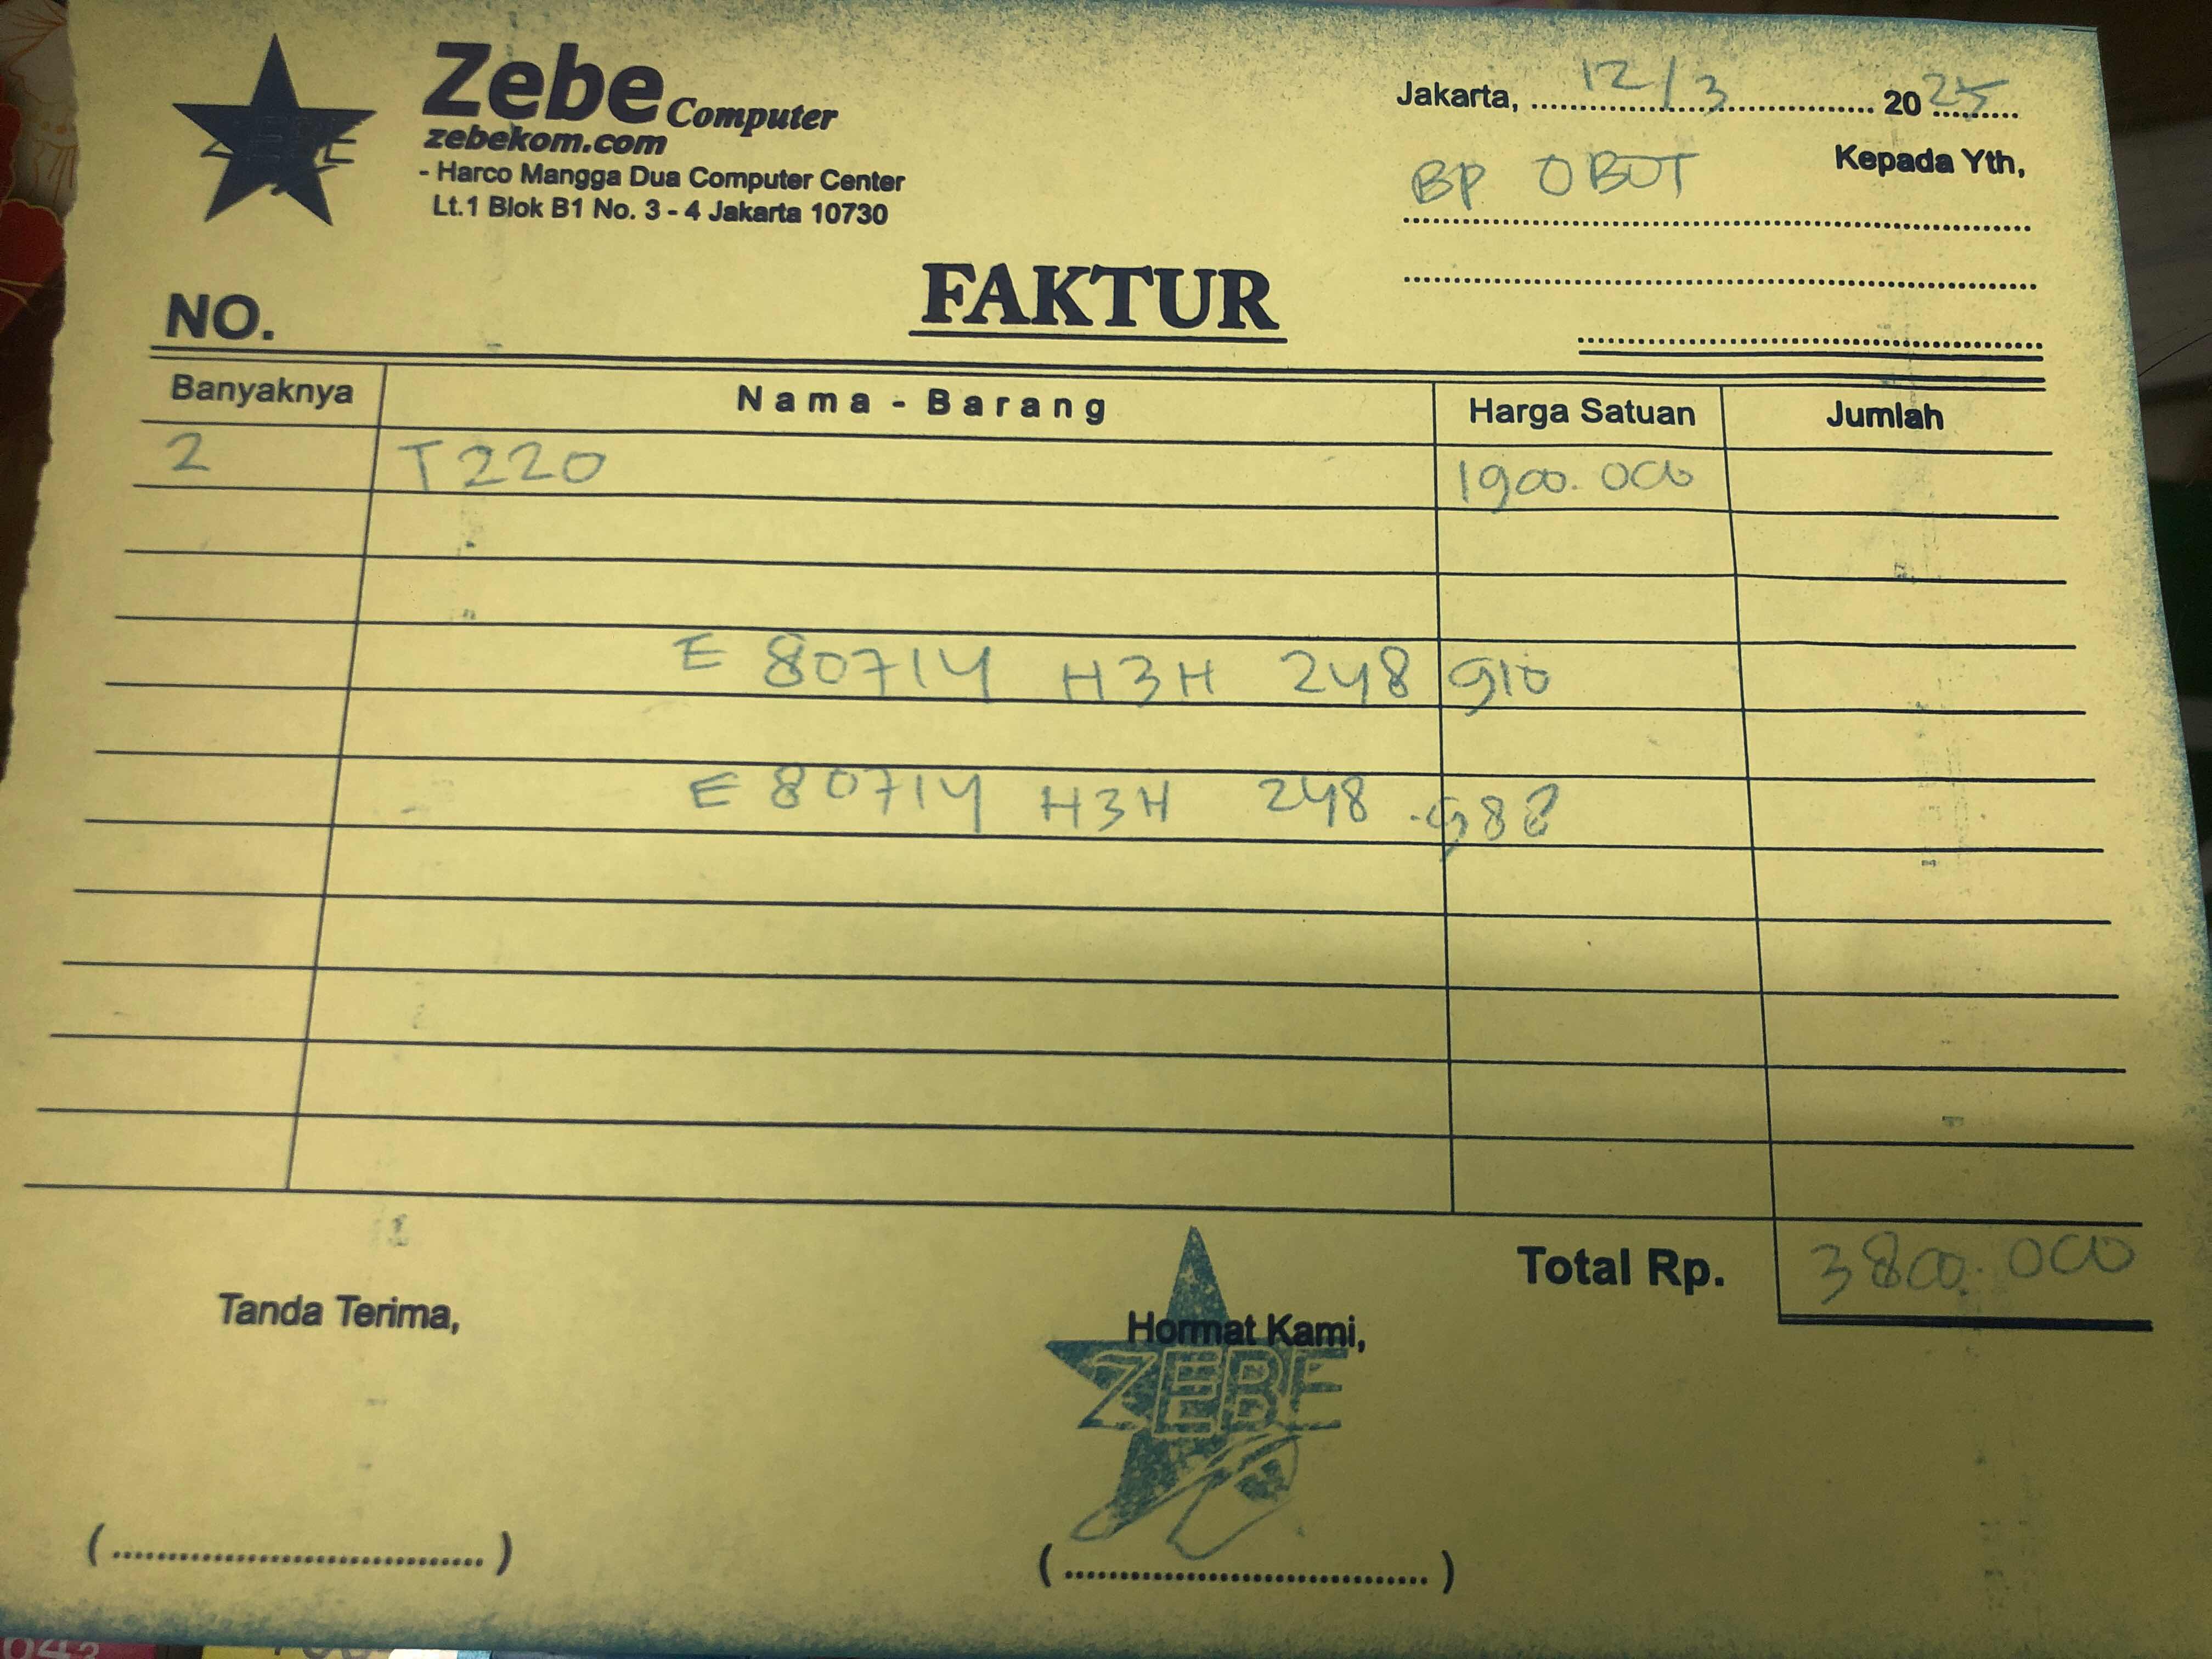 Zebe Computer
zebekom.com
- Harco Mangga Dua Computer Center
Lt.1 Blok B1 No. 3 - 4 Jakarta 10730
Jakarta, 12/3 2025
Kepada Yth,
BP OBOT
FAKTUR
NO.
Banyaknya Nama - Barang Harga Satuan Jumlah
2 T220 1900.000
E 80714 H3H 248 910
E 80714 H3H 248
Total Rp. 3800.000
Tanda Terima,
Hormat Kami,
ZEBE
(..............................)
(..............................)